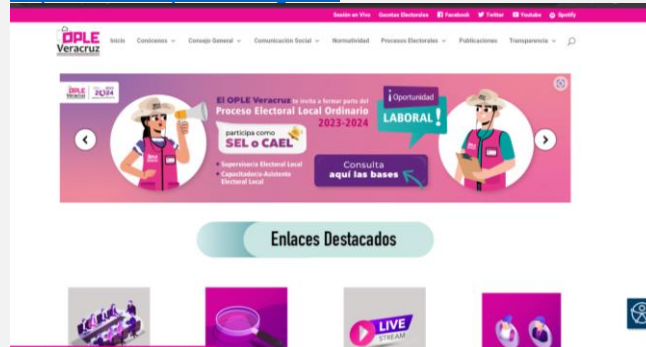 Sesión en Vivo Gacetas Electorales Facebook Twitter Youtube Spotify
OPLE
Veracruz
Inicio Conócenos Consejo General Comunicación Social Normatividad Procesos Electorales Publicaciones Transparencia
OPLE
Veracruz
2024
El OPLE Veracruz te invita a formar parte del
Proceso Electoral Local Ordinario
2023-2024
participa como
SEL o CAEL
• Supervisor/a Electoral Local
• Capacitador/a-Asistente
Electoral Local
¡Oportunidad
LABORAL!
Consulta
aquí las bases
Enlaces Destacados
LIVE
STREAM